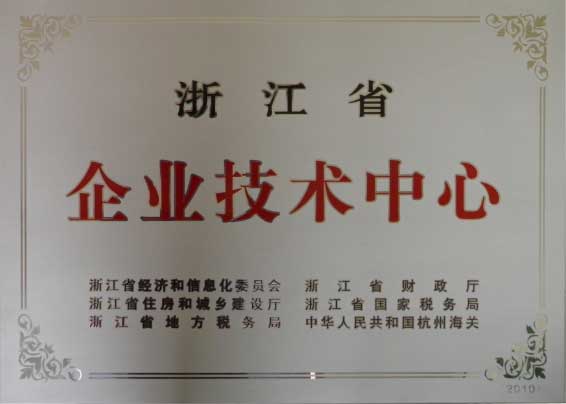 浙江省
企业技术中心
浙江省经济和信息化委员会 浙江省财政厅
浙江省住房和城乡建设厅 浙江省国家税务局
浙江省地方税务局 中华人民共和国杭州海关
2010